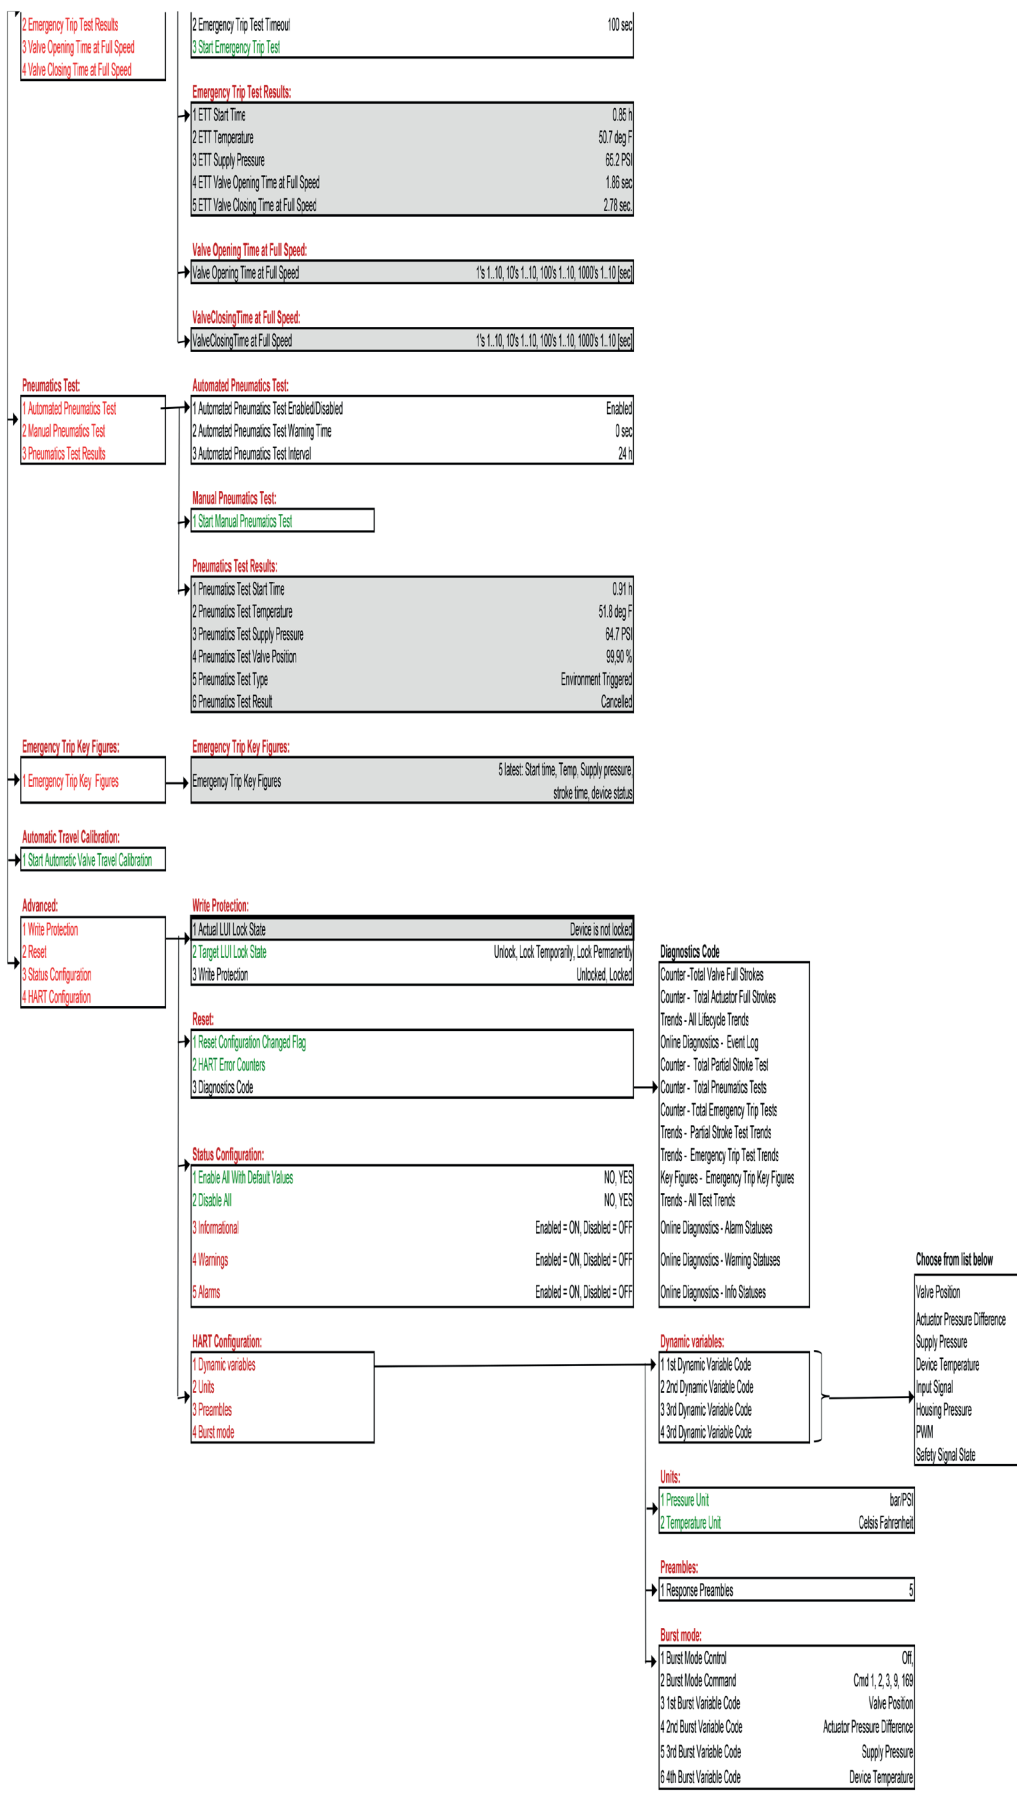 2 Emergency Trip Test Results
3 Valve Opening Time at Full Speed
4 Valve Closing Time at Full Speed
2 Emergency Trip Test Timeout 100 sec
3 Start Emergency Trip Test
Emergency Trip Test Results:
1 ETT Start Time 0.85 h
2 ETT Temperature 50.7 deg F
3 ETT Supply Pressure 65.2 PSI
4 ETT Valve Opening Time at Full Speed 1.86 sec
5 ETT Valve Closing Time at Full Speed 2.78 sec.
Valve Opening Time at Full Speed:
Valve Opening Time at Full Speed 1's 1..10, 10's 1..10, 100's 1..10, 1000's 1..10 [sec]
ValveClosingTime at Full Speed:
ValveClosingTime at Full Speed 1's 1..10, 10's 1..10, 100's 1..10, 1000's 1..10 [sec]
Pneumatics Test:
1 Automated Pneumatics Test
2 Manual Pneumatics Test
3 Pneumatics Test Results
Automated Pneumatics Test:
1 Automated Pneumatics Test Enabled/Disabled Enabled
2 Automated Pneumatics Test Warning Time 0 sec
3 Automated Pneumatics Test Interval 24 h
Manual Pneumatics Test:
1 Start Manual Pneumatics Test
Pneumatics Test Results:
1 Pneumatics Test Start Time 0.91 h
2 Pneumatics Test Temperature 51.8 deg F
3 Pneumatics Test Supply Pressure 64.7 PSI
4 Pneumatics Test Valve Position 99,90 %
5 Pneumatics Test Type Environment Triggered
6 Pneumatics Test Result Cancelled
Emergency Trip Key Figures:
1 Emergency Trip Key Figures
Emergency Trip Key Figures:
Emergency Trip Key Figures 5 latest: Start time, Temp, Supply pressure,
stroke time, device status
Automatic Travel Calibration:
1 Start Automatic Valve Travel Calibration
Advanced:
1 Write Protection
2 Reset
3 Status Configuration
4 HART Configuration
Write Protection:
1 Actual LUI Lock State Device is not locked
2 Target LUI Lock State Unlock, Lock Temporarily, Lock Permanently
3 Write Protection Unlocked, Locked
Reset:
1 Reset Configuration Changed Flag
2 HART Error Counters
3 Diagnostics Code
Diagnostics Code
Counter -Total Valve Full Strokes
Counter - Total Actuator Full Strokes
Trends - All Lifecycle Trends
Online Diagnostics - Event Log
Counter - Total Partial Stroke Test
Counter - Total Pneumatics Tests
Counter - Total Emergency Trip Tests
Trends - Partial Stroke Test Trends
Trends - Emergency Trip Test Trends
Key Figures - Emergency Trip Key Figures
Trends - All Test Trends
Online Diagnostics - Alarm Statuses
Online Diagnostics - Warning Statuses
Online Diagnostics - Info Statuses
Status Configuration:
1 Enable All With Default Values NO, YES
2 Disable All NO, YES
3 Informational Enabled = ON, Disabled = OFF
4 Warnings Enabled = ON, Disabled = OFF
5 Alarms Enabled = ON, Disabled = OFF
HART Configuration:
1 Dynamic variables
2 Units
3 Preambles
4 Burst mode
Dynamic variables:
1 1st Dynamic Variable Code
2 2nd Dynamic Variable Code
3 3rd Dynamic Variable Code
4 3rd Dynamic Variable Code
Choose from list below
Valve Position
Actuator Pressure Difference
Supply Pressure
Device Temperature
Input Signal
Housing Pressure
PWM
Safety Signal State
Units:
1 Pressure Unit bar/PSI
2 Temperature Unit Celsis Fahrenheit
Preambles:
1 Response Preambles 5
Burst mode:
1 Burst Mode Control Off,
2 Burst Mode Command Cmd 1, 2, 3, 9, 169
3 1st Burst Variable Code Valve Position
4 2nd Burst Variable Code Actuator Pressure Difference
5 3rd Burst Variable Code Supply Pressure
6 4th Burst Variable Code Device Temperature